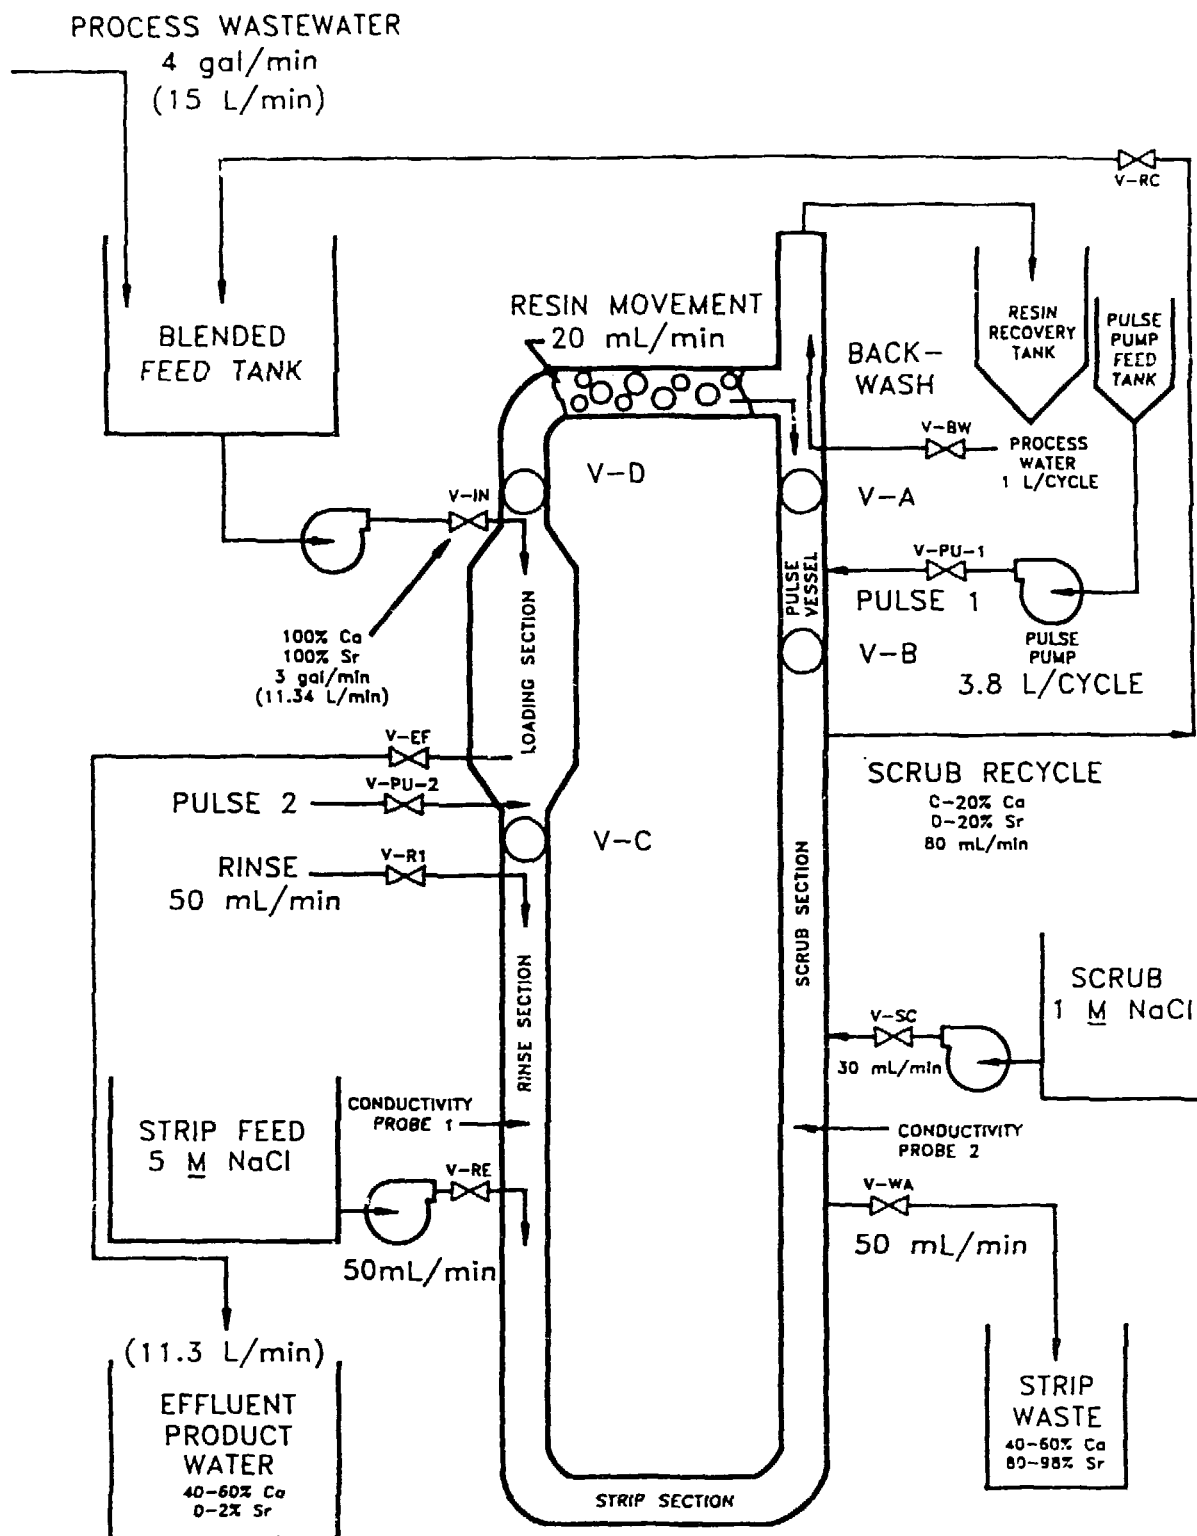 PROCESS WASTEWATER
4 gal/min
(15 L/min)
V-RC
BLENDED
FEED TANK
RESIN MOVEMENT
20 mL/min
BACK-
WASH
RESIN
RECOVERY
TANK
PULSE
PUMP
FEED
TANK
V-BW
PROCESS
WATER
1 L/CYCLE
V-D
V-A
V-IN
V-PU-1
PULSE
VESSEL
PULSE 1
V-B
PULSE
PUMP
3.8 L/CYCLE
100% Ca
100% Sr
3 gal/min
(11.34 L/min)
LOADING SECTION
V-EF
V-PU-2
PULSE 2
SCRUB RECYCLE
C-20% Ca
D-20% Sr
80 mL/min
V-C
V-R1
RINSE
50 mL/min
RINSE SECTION
SCRUB SECTION
SCRUB
1 M NaCl
V-SC
30 mL/min
CONDUCTIVITY
PROBE 1
CONDUCTIVITY
PROBE 2
STRIP FEED
5 M NaCl
V-RE
50mL/min
V-WA
50 mL/min
(11.3 L/min)
EFFLUENT
PRODUCT
WATER
40-60% Ca
0-2% Sr
STRIP
WASTE
40-60% Ca
80-98% Sr
STRIP SECTION